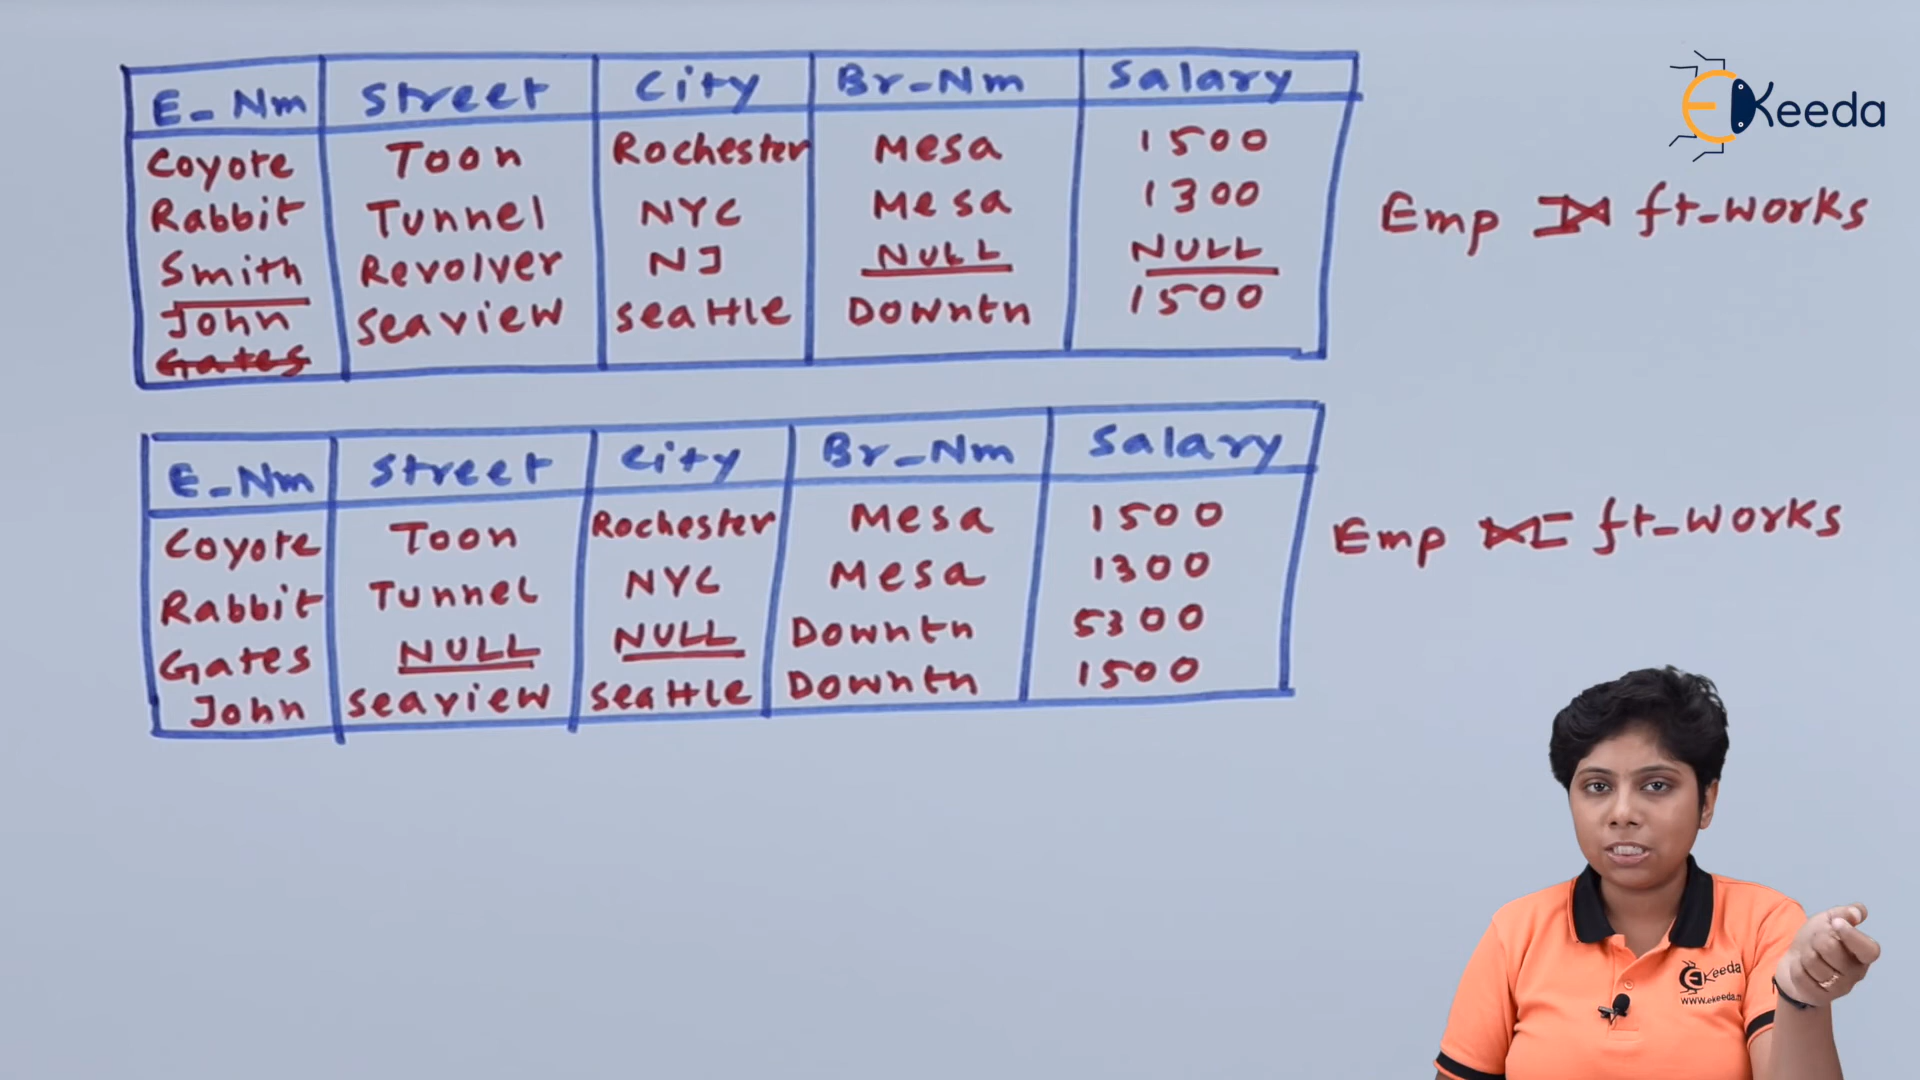 E_Nm Street City Br_Nm Salary
Coyote Toon Rochester Mesa 1500
Rabbit Tunnel NYC Mesa 1300
Smith Revolver NJ NULL NULL
John Seaview Seattle Downtn 1500
Gates
Emp ⟕ ft_works
E_Nm Street City Br_Nm Salary
Coyote Toon Rochester Mesa 1500
Rabbit Tunnel NYC Mesa 1300
Gates NULL NULL Downtn 5300
John Seaview Seattle Downtn 1500
Emp ⟖ ft_works
EKeeda
eKeeda